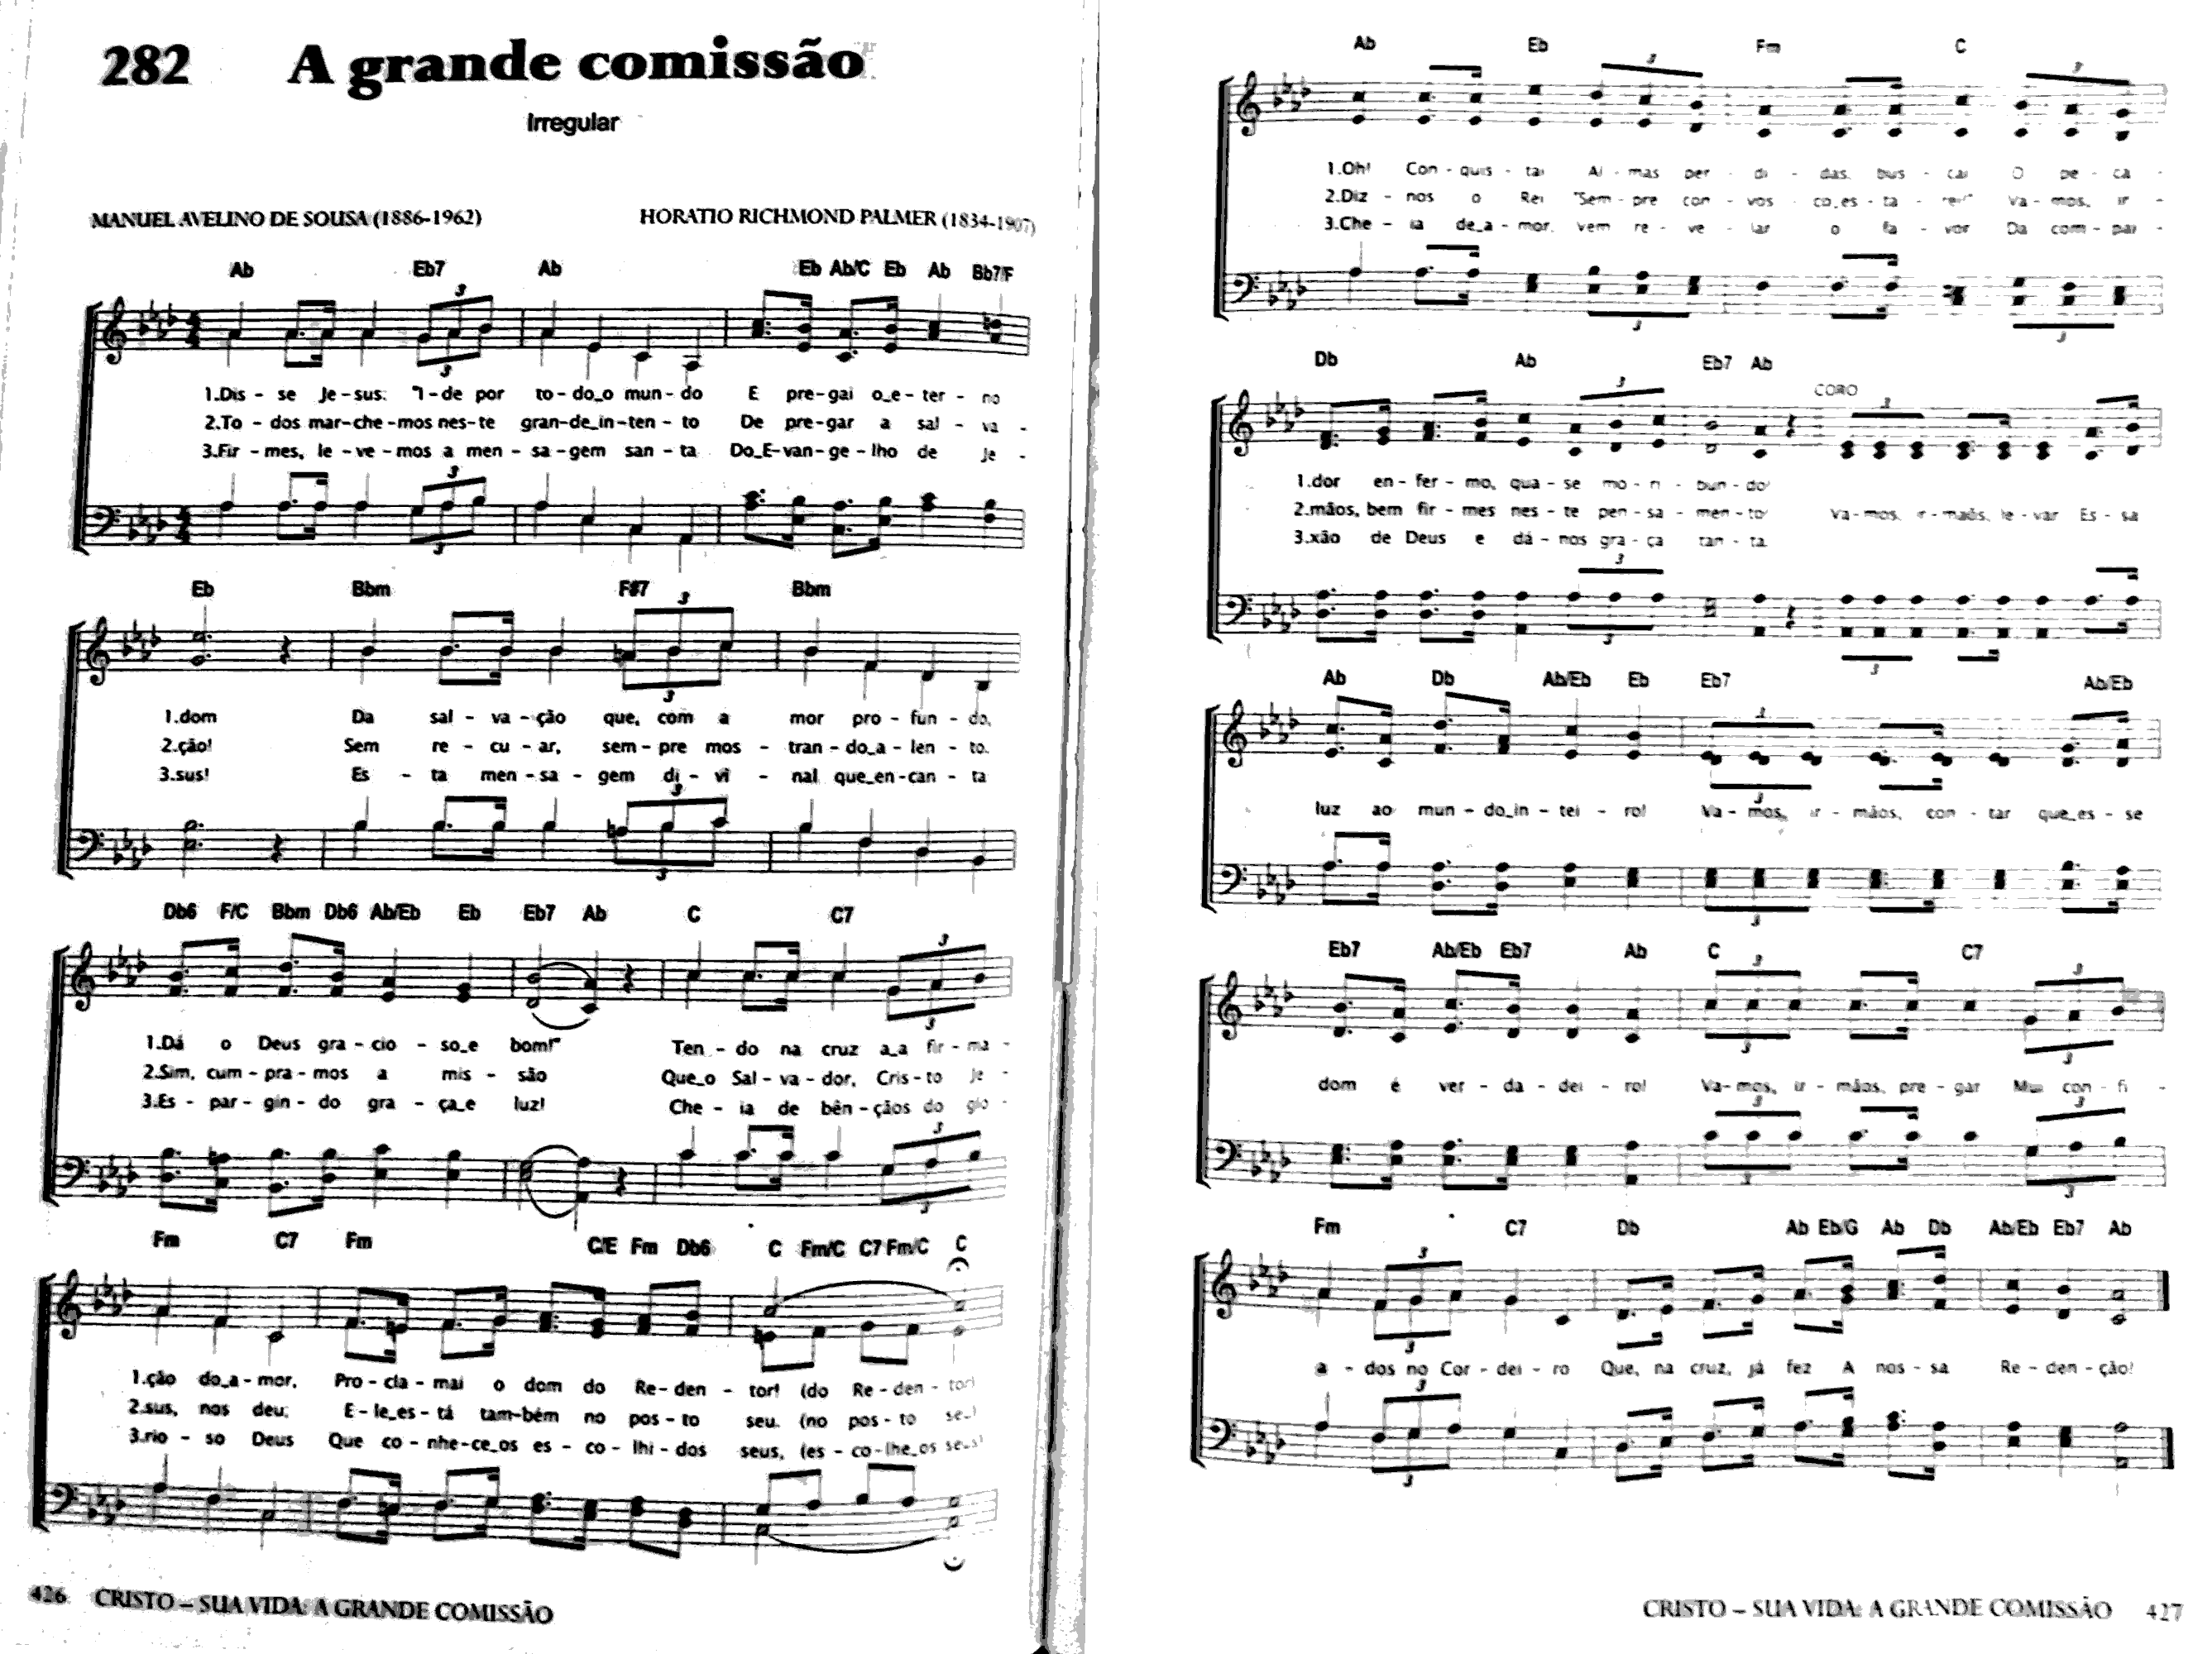 282 A grande comissão
Irregular
MANUEL AVELINO DE SOUSA (1886-1962) HORATIO RICHMOND PALMER (1834-1907)
Ab Eb7 Ab Eb Ab/C Eb Ab Bb7/F
1.Dis - se Je - sus: "I - de por to - do_o mun - do E pre - gai o_e - ter - no
2.To - dos mar - che - mos nes - te gran - de_in - ten - to De pre - gar a sal - va -
3.Fir - mes, le - ve - mos a men - sa - gem san - ta Do_E - van - ge - lho de Je -
Eb Bbm F#7 Bbm
1.dom Da sal - va - ção que, com a mor pro - fun - do,
2.ção! Sem re - cu - ar, sem - pre mos - tran - do_a - len - to.
3.sus! Es - ta men - sa - gem di - vi - nal que_en - can - ta
Db6 F/C Bbm Db6 Ab/Eb Eb Eb7 Ab C C7
1.Dá o Deus gra - cio - so_e bom!" Ten - do na cruz a_a fir - ma -
2.Sim, cum - pra - mos a mis - são Que_o Sal - va - dor, Cris - to Je -
3.Es - par - gin - do gra - ça_e luz! Che - ia de bên - çãos do glo -
Fm C7 Fm C/E Fm Db6 C Fm/C C7 Fm/C C
1.ção do_a - mor, Pro - cla - mai o dom do Re - den - tor! (do Re - den - tor!
2.sus, nos deu; E - le_es - tá tam - bém no pos - to seu. (no pos - to seu!
3.rio - so Deus Que co - nhe - ce_os es - co - lhi - dos seus, (es - co - lhe_os seus!
426 CRISTO – SUA VIDA: A GRANDE COMISSÃO
Ab Eb Fm C
1.Oh! Con - quis - tai Al - mas per - di - das, bus - cai O pe - ca -
2.Diz - nos o Rei "Sem - pre con - vos - co_es - ta - rei!" Va - mos, ir -
3.Che - ia de_a - mor, vem re - ve - lar o fa - vor Da com - pai -
Db Ab Eb7 Ab
CORO
1.dor en - fer - mo, qua - se mo - ri - bun - do!
2.mãos, bem fir - mes nes - te pen - sa - men - to! Va - mos, ir - mãos, le - var Es - sa
3.xão de Deus e dá - nos gra - ça tan - ta.
Ab Db Ab/Eb Eb Eb7 Ab/Eb
luz ao mun - do_in - tei - ro! Va - mos, ir - mãos, con - tar que_es - se
Eb7 Ab/Eb Eb7 Ab C C7
dom é ver - da - dei - ro! Va - mos, ir - mãos, pre - gar Mui con - fi -
Fm C7 Db Ab Eb/G Ab Db Ab/Eb Eb7 Ab
a - dos no Cor - dei - ro Que, na cruz, já fez A nos - sa Re - den - ção!
CRISTO – SUA VIDA: A GRANDE COMISSÃO 427